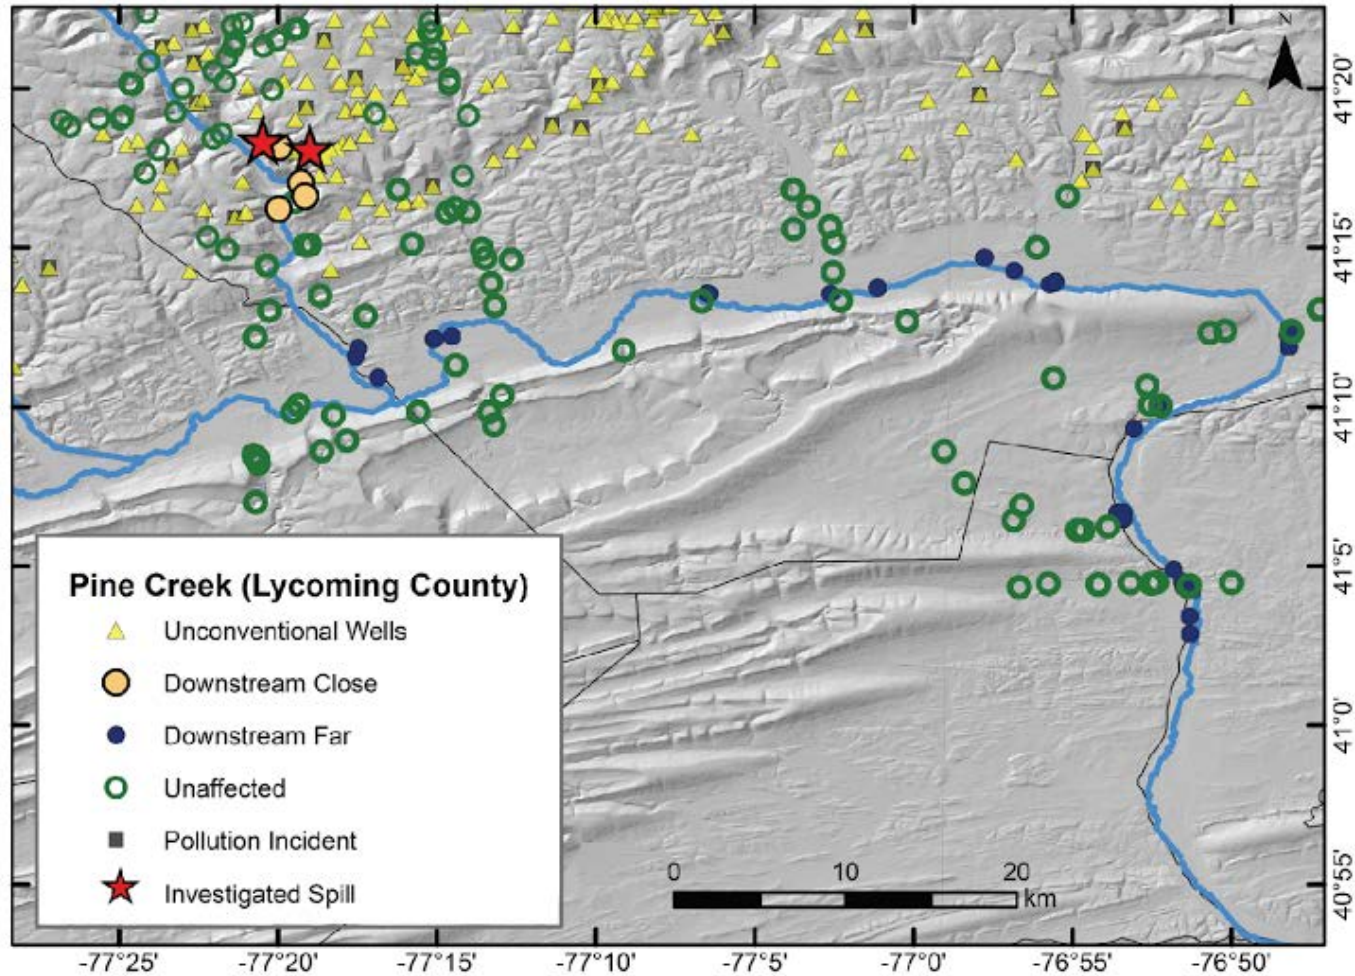 N
41°20'
41°15'
41°10'
41°5'
41°0'
40°55'
Pine Creek (Lycoming County)
Unconventional Wells
Downstream Close
Downstream Far
Unaffected
Pollution Incident
Investigated Spill
0 10 20
km
-77°25' -77°20' -77°15' -77°10' -77°5' -77°0' -76°55' -76°50'